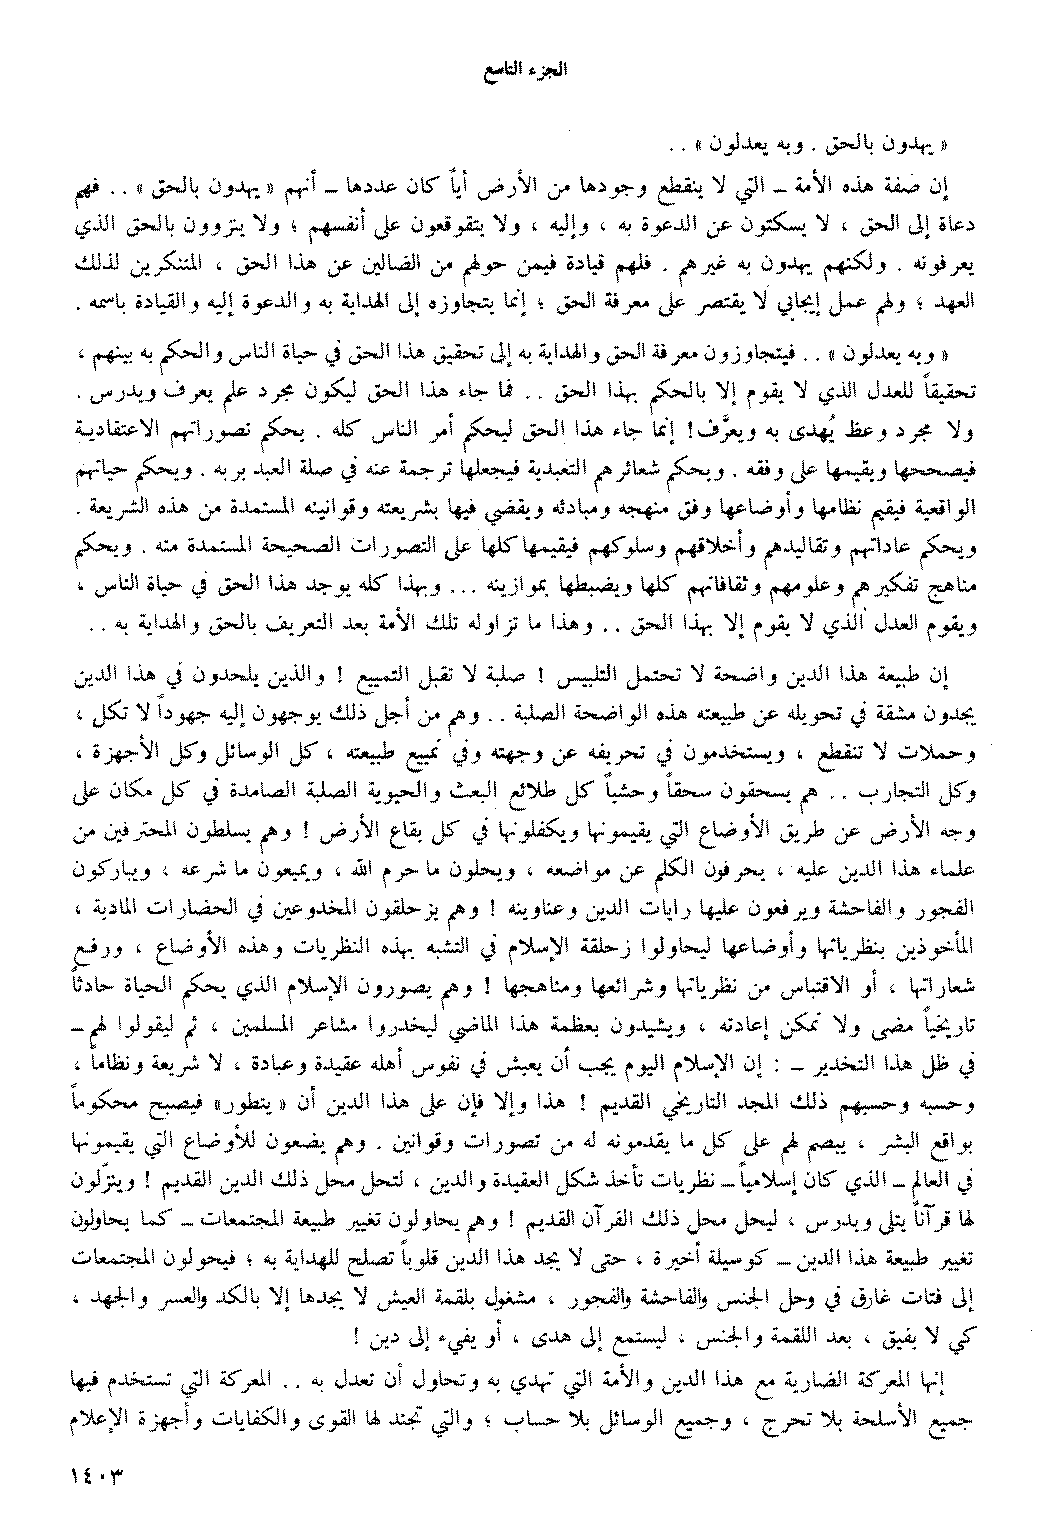 الجزء التاسع
« يهدون بالحق . وبه يعدلون » . .
إن صفة هذه الأمة – التي لا ينقطع وجودها من الأرض أياً كان عددها – أنهم « يهدون بالحق » . . فهم
دعاة إلى الحق ، لا يسكتون عن الدعوة به ، وإليه ، ولا يتقوقعون على أنفسهم ؛ ولا ينزوون بالحق الذي
يعرفونه . ولكنهم يهدون به غيرهم . فلهم قيادة فيمن حولهم من الضالين عن هذا الحق ، المتنكرين لذلك
العهد ؛ ولهم عمل إيجابي لا يقتصر على معرفة الحق ؛ إنما يتجاوزه إلى الهداية به والدعوة إليه والقيادة باسمه .
« وبه يعدلون » . . فيتجاوزون معرفة الحق والهداية به إلى تحقيق هذا الحق في حياة الناس والحكم به بينهم ،
تحقيقاً للعدل الذي لا يقوم إلا بالحكم بهذا الحق . . فما جاء هذا الحق ليكون مجرد علم يعرف ويدرس .
ولا مجرد وعظ يُهدى به ويعرَّف! إنما جاء هذا الحق ليحكم أمر الناس كله . يحكم تصوراتهم الاعتقادية
فيصححها ويقيمها على وفقه . ويحكم شعائرهم التعبدية فيجعلها ترجمة عنه في صلة العبد بربه . ويحكم حياتهم
الواقعية فيقيم نظامها وأوضاعها وفق منهجه ومبادئه ويقضي فيها بشريعته وقوانينه المستمدة من هذه الشريعة .
ويحكم عاداتهم وتقاليدهم وأخلاقهم وسلوكهم فيقيمها كلها على التصورات الصحيحة المستمدة منه . ويحكم
مناهج تفكيرهم وعلومهم وثقافاتهم كلها ويضبطها بموازينه ... وبهذا كله يوجد هذا الحق في حياة الناس ،
ويقوم العدل الذي لا يقوم إلا بهذا الحق . . وهذا ما تزاوله تلك الأمة بعد التعريف بالحق والهداية به . .
إن طبيعة هذا الدين واضحة لا تحتمل التلبيس ! صلبة لا تقبل التمييع ! والذين يلحدون في هذا الدين
يجدون مشقة في تحويله عن طبيعته هذه الواضحة الصلبة . . وهم من أجل ذلك يوجهون إليه جهوداً لا تكل ،
وحملات لا تنقطع ، ويستخدمون في تحريفه عن وجهته وفي تمييع طبيعته ، كل الوسائل وكل الأجهزة ،
وكل التجارب . . هم يسحقون سحقاً وحشياً كل طلائع البعث والحيوية الصلبة الصامدة في كل مكان على
وجه الأرض عن طريق الأوضاع التي يقيمونها ويكفلونها في كل بقاع الأرض ! وهم يسلطون المحترفين من
علماء هذا الدين عليه ، يحرفون الكلم عن مواضعه ، ويحلون ما حرم الله ، ويميعون ما شرعه ، ويباركون
الفجور والفاحشة ويرفعون عليها رايات الدين وعناوينه ! وهم يزحلقون المخدوعين في الحضارات المادية ،
المأخوذين بنظرياتها وأوضاعها ليحاولوا زحلقة الإسلام في التشبه بهذه النظريات وهذه الأوضاع ، ورفع
شعاراتها ، أو الاقتباس من نظرياتها وشرائعها ومناهجها ! وهم يصورون الإسلام الذي يحكم الحياة حادثاً
تاريخياً مضى ولا تمكن إعادته ، ويشيدون بعظمة هذا الماضي ليخدروا مشاعر المسلمين ، ثم ليقولوا لهم –
في ظل هذا التخدير – : إن الإسلام اليوم يجب أن يعيش في نفوس أهله عقيدة وعبادة ، لا شريعة ونظاماً ،
وحسبه وحسبهم ذلك المجد التاريخي القديم ! هذا وإلا فإن على هذا الدين أن « يتطور» فيصبح محكوماً
بواقع البشر ، يبصم لهم على كل ما يقدمونه له من تصورات وقوانين . وهم يضعون للأوضاع التي يقيمونها
في العالم – الذي كان إسلامياً – نظريات تأخذ شكل العقيدة والدين ، لتحل محل ذلك الدين القديم ! وينزّلون
لها قرآناً يتلى ويدرس ، ليحل محل ذلك القرآن القديم ! وهم يحاولون تغيير طبيعة المجتمعات – كما يحاولون
تغيير طبيعة هذا الدين – كوسيلة أخيرة ، حتى لا يجد هذا الدين قلوباً تصلح للهداية به ؛ فيحولون المجتمعات
إلى فتات غارق في وحل الجنس والفاحشة والفجور ، مشغول بلقمة العيش لا يجدها إلا بالكد والعسر والجهد ،
كي لا يفيق ، بعد اللقمة والجنس ، ليستمع إلى هدى ، أو يفيء إلى دين !
إنها المعركة الضارية مع هذا الدين والأمة التي تهدي به وتحاول أن تعدل به . . المعركة التي تستخدم فيها
جميع الأسلحة بلا تحرج ، وجميع الوسائل بلا حساب ؛ والتي تجند لها القوى والكفايات وأجهزة الإعلام
١٤٠٣